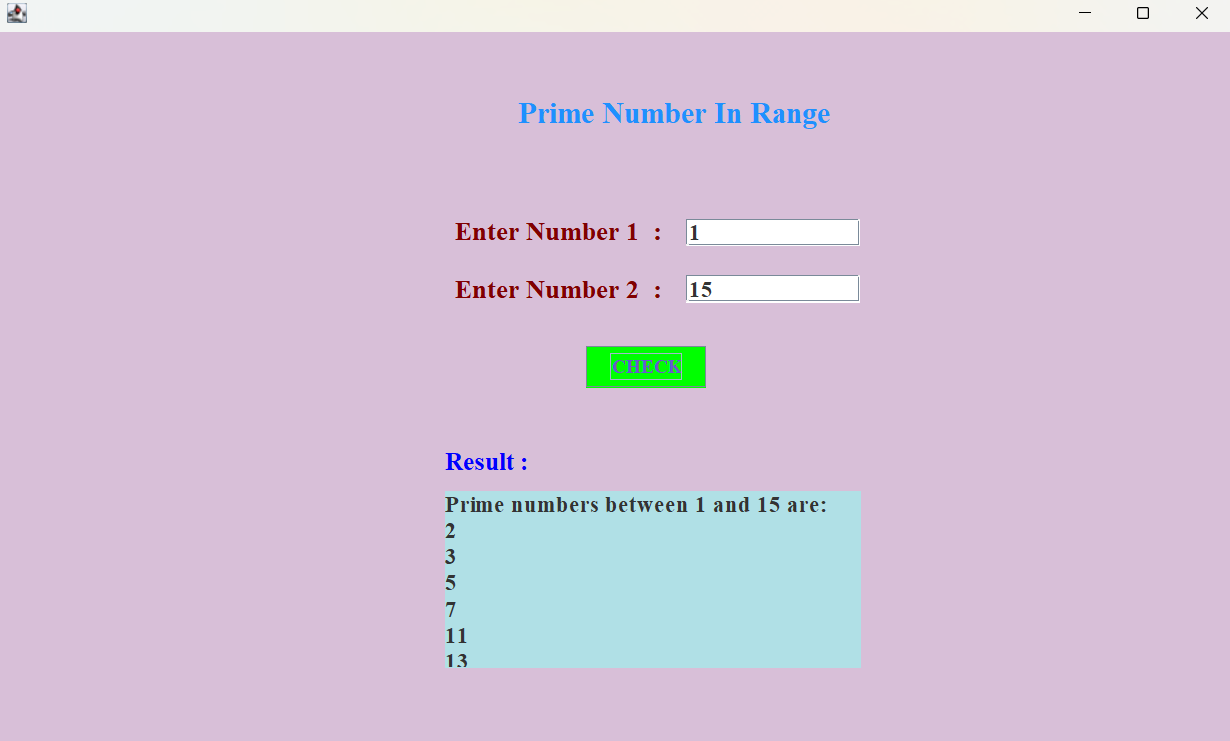 Prime Number In Range
Enter Number 1 : 1
Enter Number 2 : 15
CHECK
Result :
Prime numbers between 1 and 15 are:
2
3
5
7
11
13